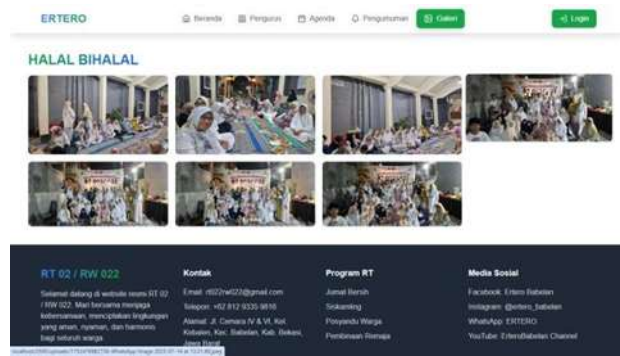 ERTERO
Beranda
Pengurus
Agenda
Pengumuman
Galeri
Login
HALAL BIHALAL
RT 02 / RW 022
Selamat datang di website resmi RT 02
/ RW 022. Mari bersama menjaga
kebersamaan, menciptakan lingkungan
yang aman, nyaman, dan harmonis
bagi seluruh warga.
Kontak
Email: rt022rw022@gmail.com
Telepon: +62 812-9335-9816
Alamat: Jl. Cemara IV & VI, Kel.
Kebalen, Kec. Babelan, Kab. Bekasi,
Jawa Barat
Program RT
Jumat Bersih
Siskamling
Posyandu Warga
Pembinaan Remaja
Media Sosial
Facebook: Ertero Babelan
Instagram: @ertero_babelan
WhatsApp: ERTERO
YouTube: ErteroBabelan Channel